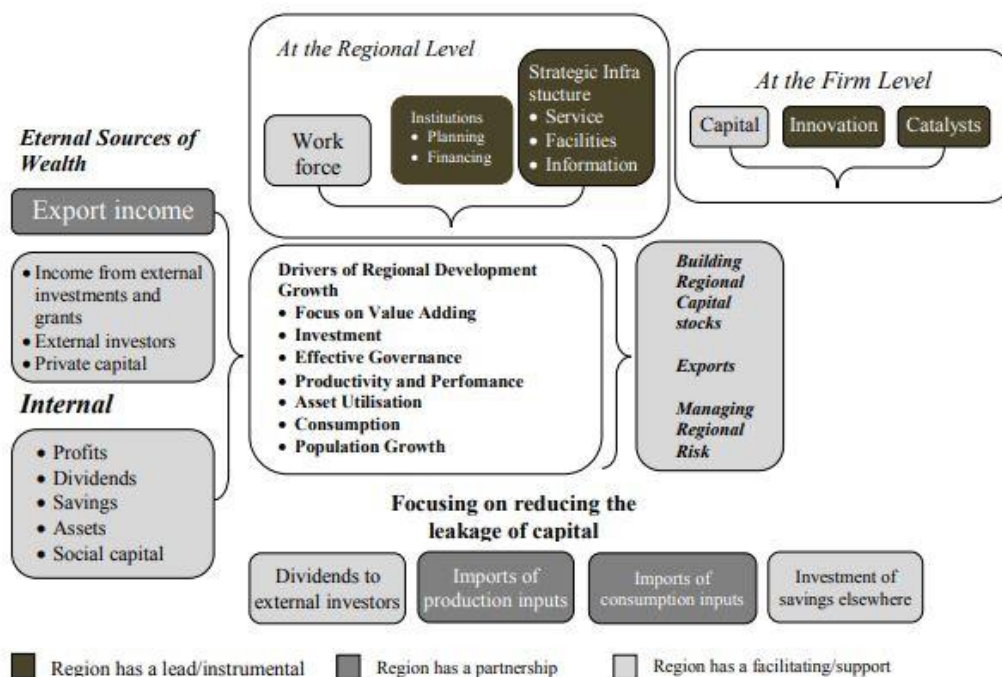 At the Regional Level
Work
force
Institutions
• Planning
• Financing
Strategic Infra
stucture
• Service
• Facilities
• Information
At the Firm Level
Capital
Innovation
Catalysts
Eternal Sources of
Wealth
Export income
• Income from external
investments and
grants
• External investors
• Private capital
Internal
• Profits
• Dividends
• Savings
• Assets
• Social capital
Drivers of Regional Development
Growth
• Focus on Value Adding
• Investment
• Effective Governance
• Productivity and Perfomance
• Asset Utilisation
• Consumption
• Population Growth
Building
Regional
Capital
stocks
Exports
Managing
Regional
Risk
Focusing on reducing the
leakage of capital
Dividends to
external investors
Imports of
production inputs
Imports of
consumption inputs
Investment of
savings elsewhere
Region has a lead/instrumental
Region has a partnership
Region has a facilitating/support